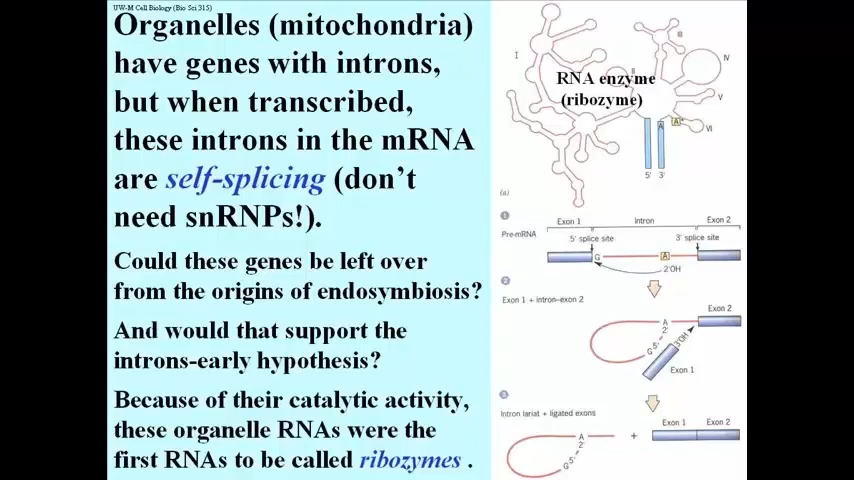 UW-M Cell Biology (Bio Sci 315)
Organelles (mitochondria)
have genes with introns,
but when transcribed,
these introns in the mRNA
are self-splicing (don't
need snRNPs!).
Could these genes be left over
from the origins of endosymbiosis?
And would that support the
introns-early hypothesis?
Because of their catalytic activity,
these organelle RNAs were the
first RNAs to be called ribozymes .
I
II
III
IV
V
VI
RNA enzyme
(ribozyme)
A
A*
5' 3'
(a)
1
Exon 1 Intron Exon 2
Pre-mRNA
5' splice site 3' splice site
G A
2'OH
2
Exon 1 + intron–exon 2
Exon 2
A
2'
5'
G
3'OH
Exon 1
3
Intron lariat + ligated exons
Exon 1 Exon 2
A
2'
+
5'
G